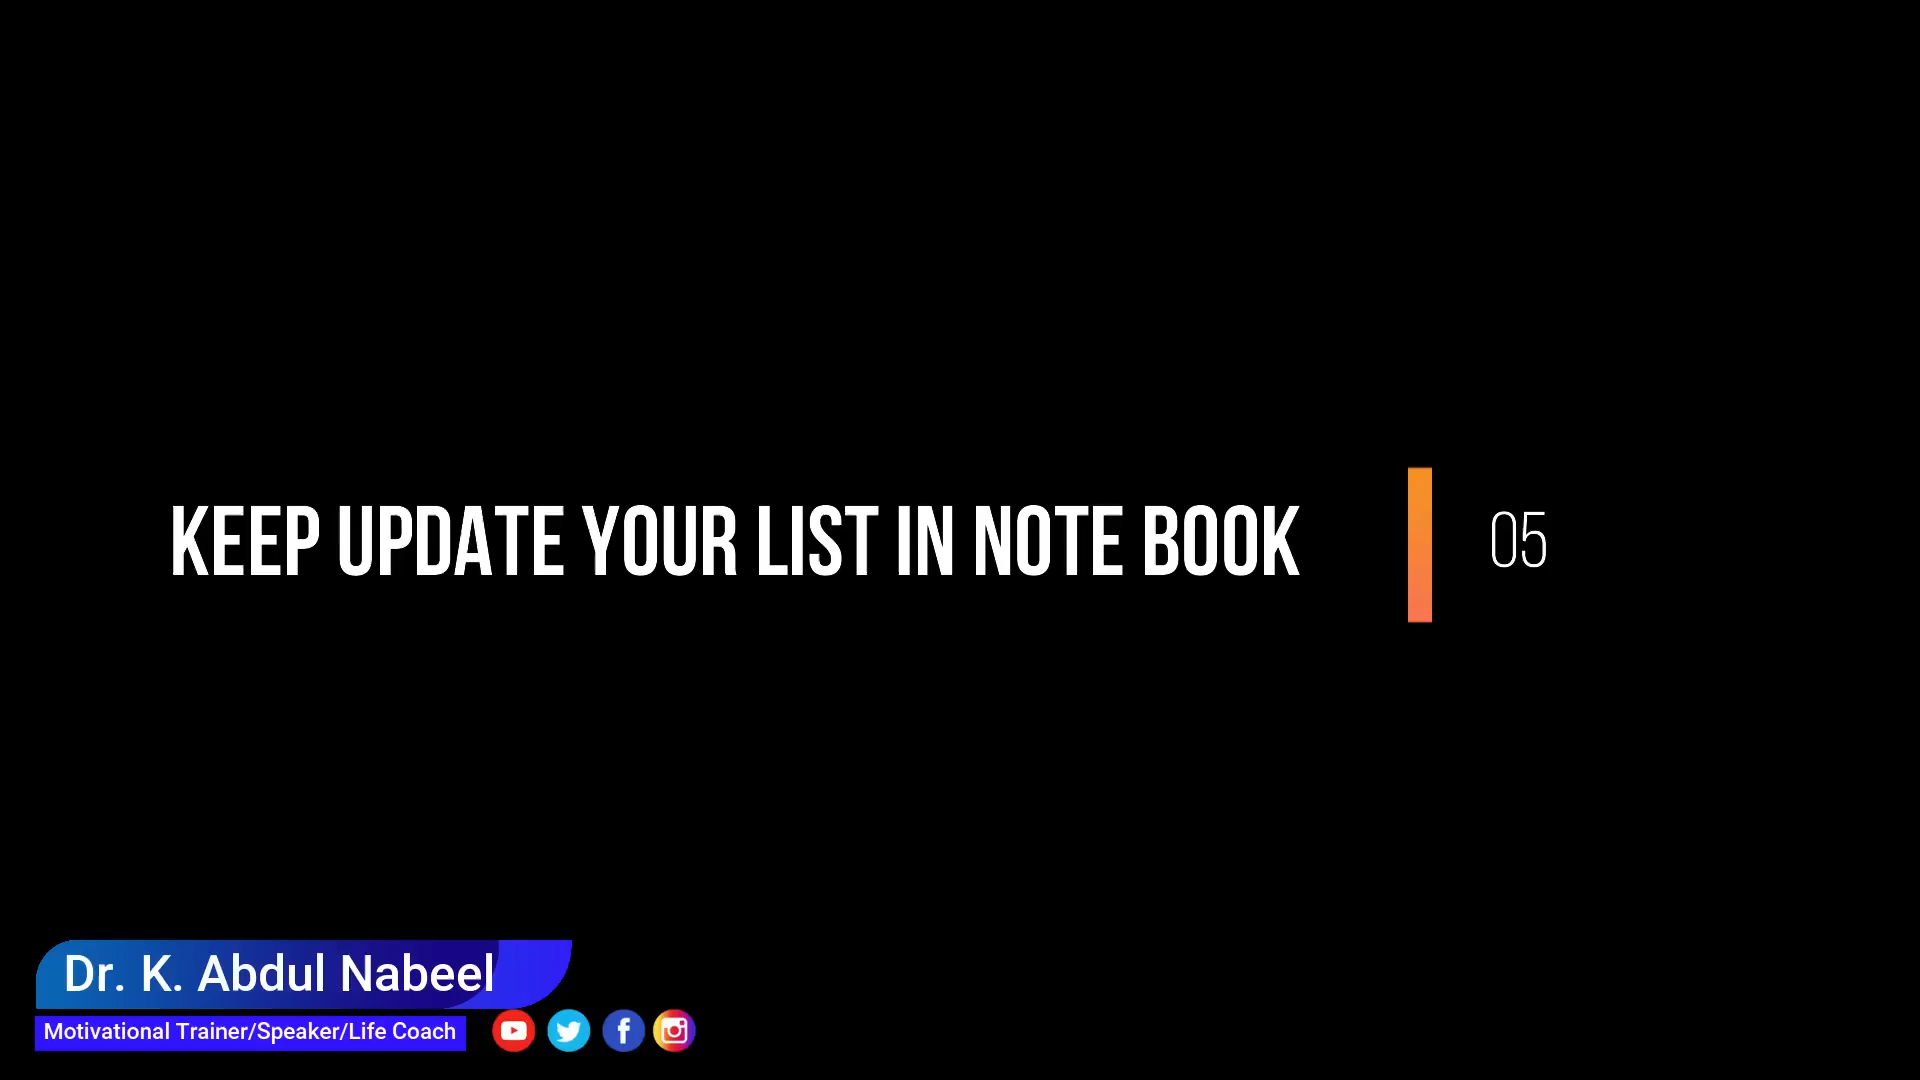 KEEP UPDATE YOUR LIST IN NOTE BOOK
05
Dr. K. Abdul Nabeel
Motivational Trainer/Speaker/Life Coach